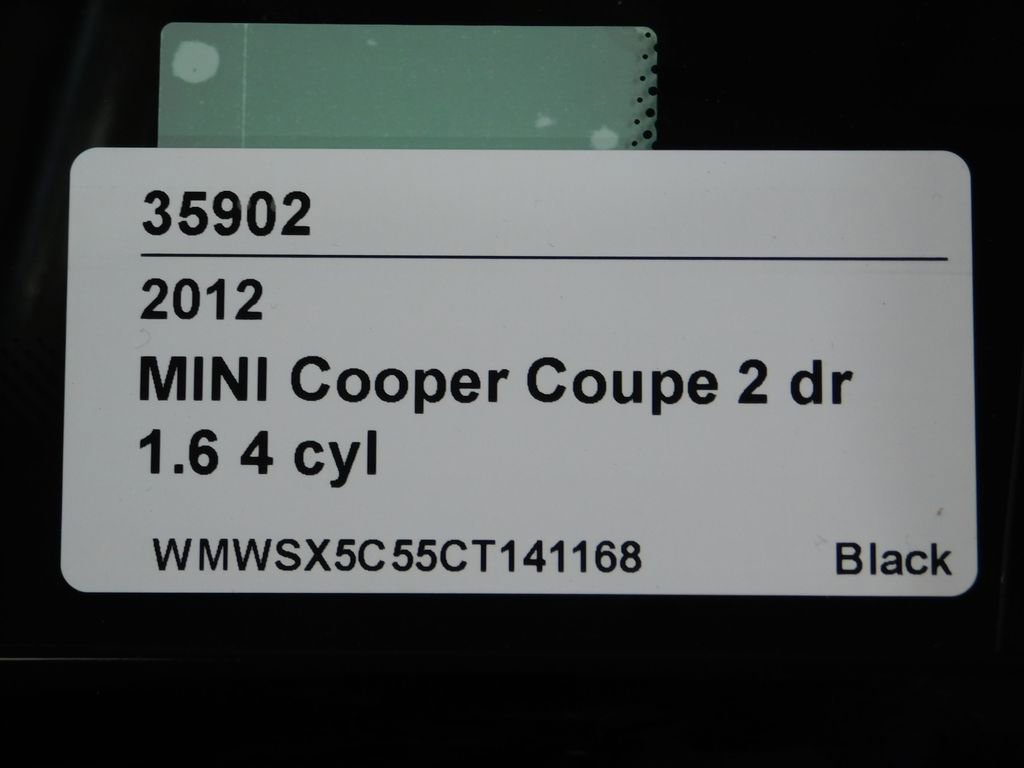 35902
2012
MINI Cooper Coupe 2 dr
1.6 4 cyl
WMWSX5C55CT141168 Black